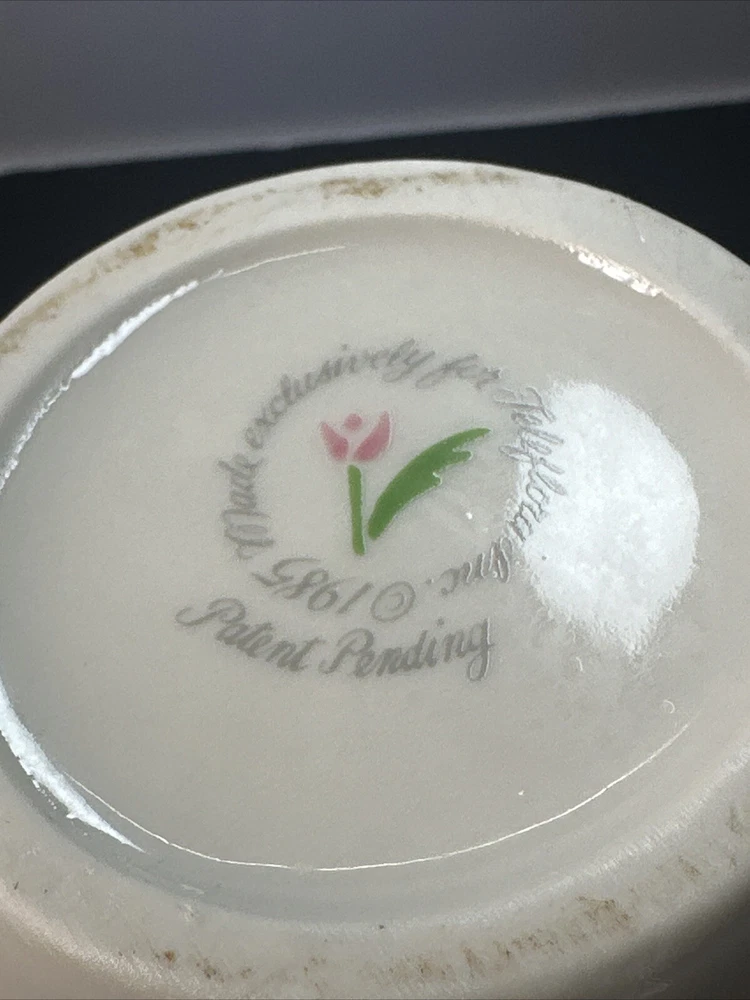 Made exclusively for Teleflora Inc. © 1985
Patent Pending